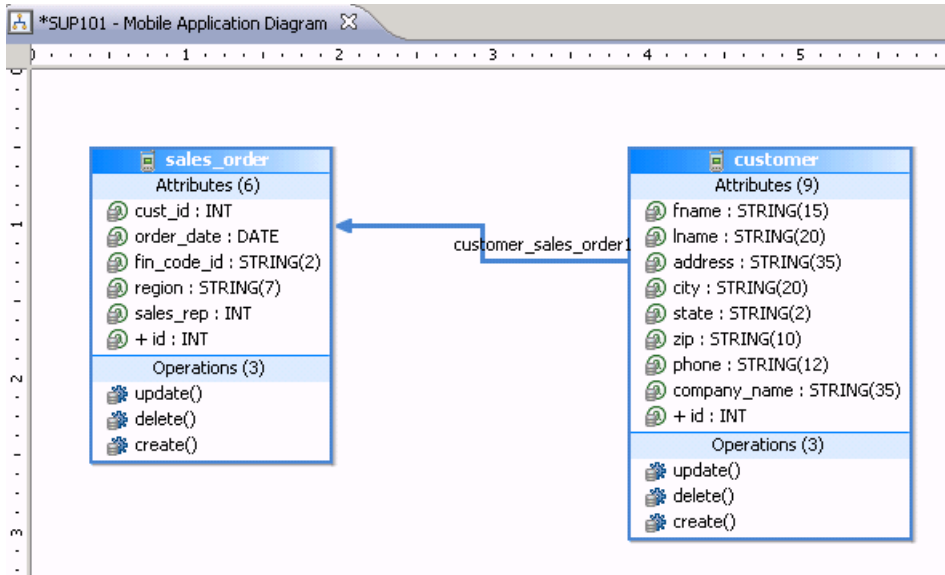 *SUP101 - Mobile Application Diagram
0 1 2 3 4 5
0
1
2
3
sales_order
Attributes (6)
cust_id : INT
order_date : DATE
fin_code_id : STRING(2)
region : STRING(7)
sales_rep : INT
+ id : INT
Operations (3)
update()
delete()
create()
customer_sales_order1
customer
Attributes (9)
fname : STRING(15)
lname : STRING(20)
address : STRING(35)
city : STRING(20)
state : STRING(2)
zip : STRING(10)
phone : STRING(12)
company_name : STRING(35)
+ id : INT
Operations (3)
update()
delete()
create()